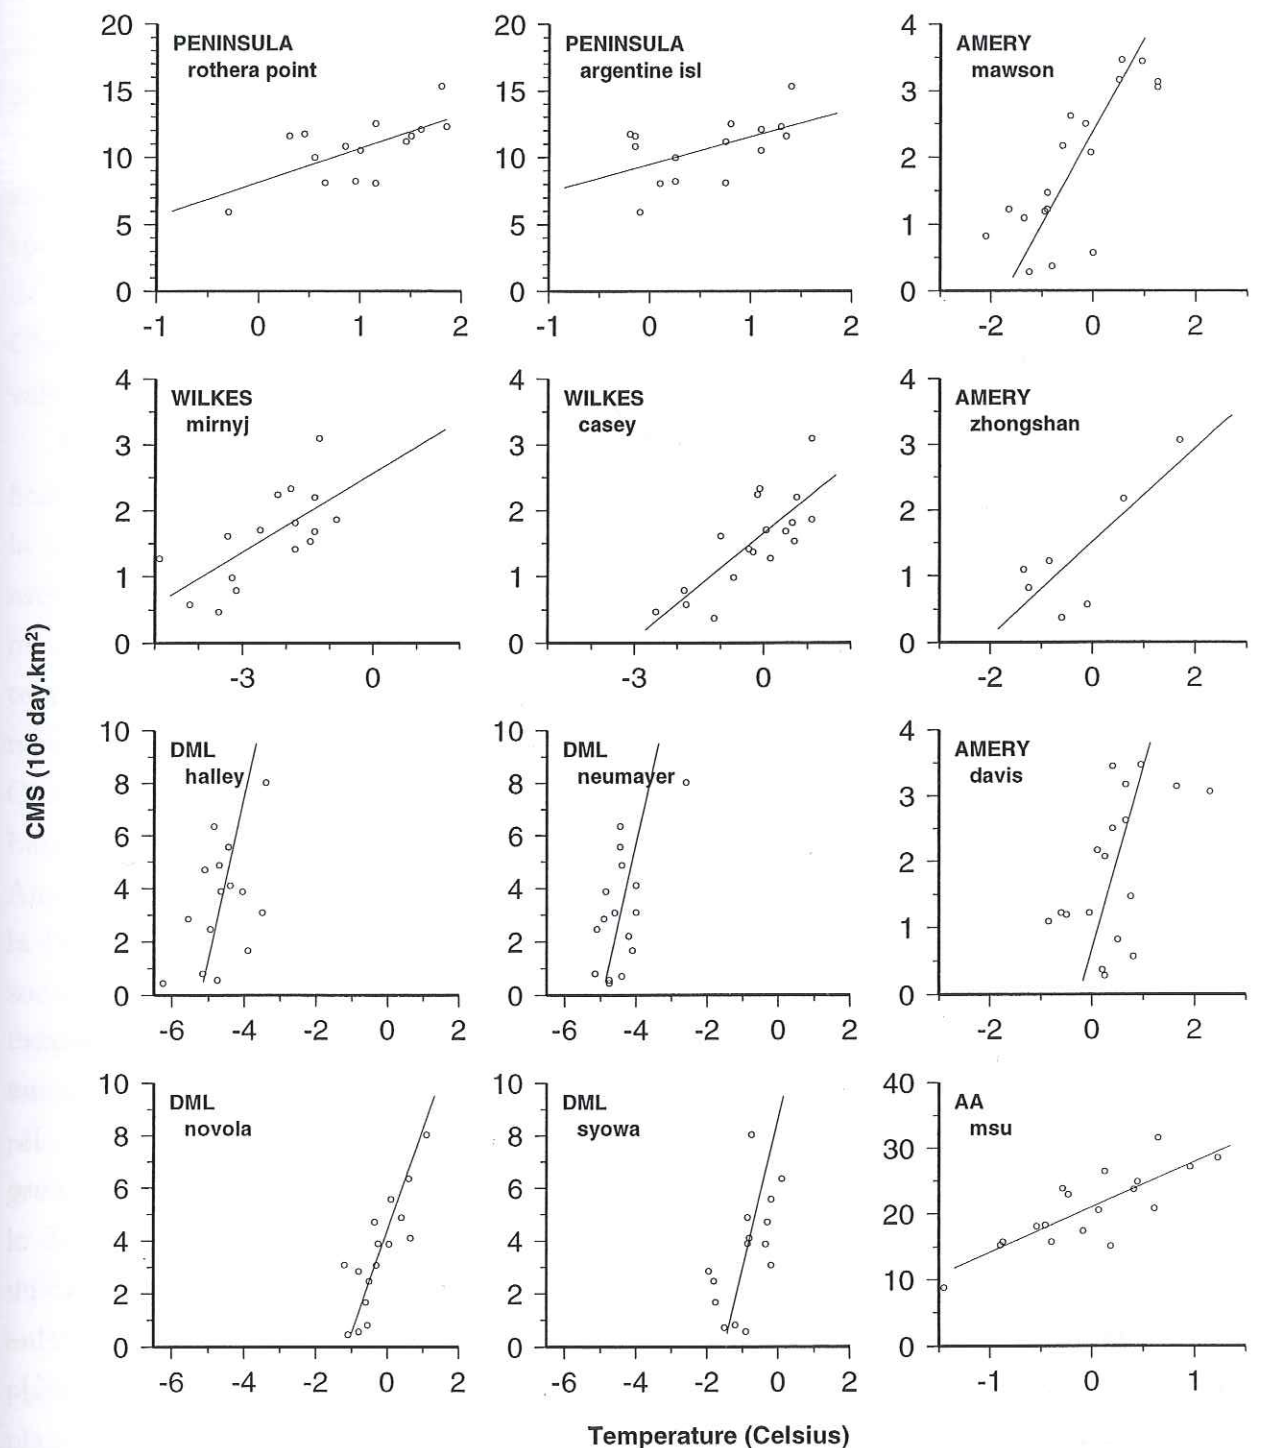 20
15
10
5
0
PENINSULA
rothera point
-1 0 1 2
20
15
10
5
0
PENINSULA
argentine isl
-1 0 1 2
4
3
2
1
0
AMERY
mawson
-2 0 2
4
3
2
1
0
WILKES
mirnyj
-3 0
4
3
2
1
0
WILKES
casey
-3 0
4
3
2
1
0
AMERY
zhongshan
-2 0 2
CMS (10⁶ day.km²)
10
8
6
4
2
0
DML
halley
-6 -4 -2 0 2
10
8
6
4
2
0
DML
neumayer
-6 -4 -2 0 2
4
3
2
1
0
AMERY
davis
-2 0 2
10
8
6
4
2
0
DML
novola
-6 -4 -2 0 2
10
8
6
4
2
0
DML
syowa
-6 -4 -2 0 2
40
30
20
10
0
AA
msu
-1 0 1
Temperature (Celsius)